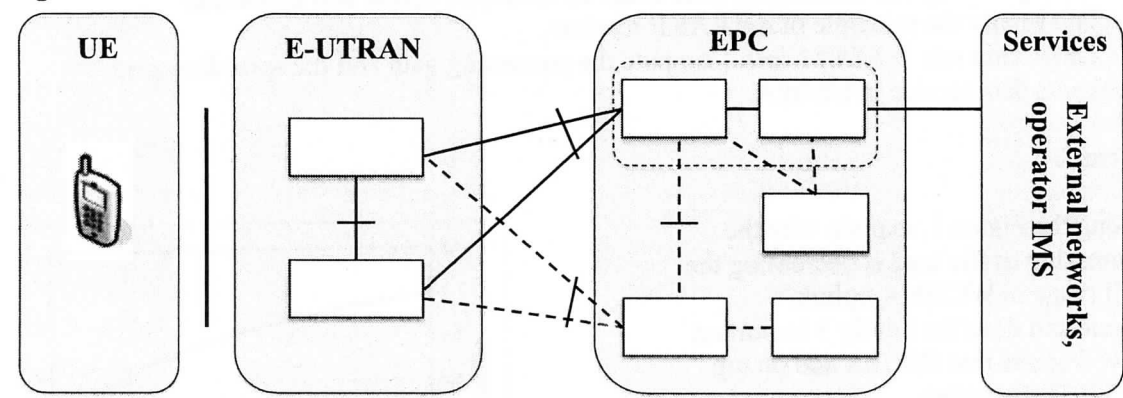 UE
E-UTRAN
EPC
Services
External networks,
operator IMS